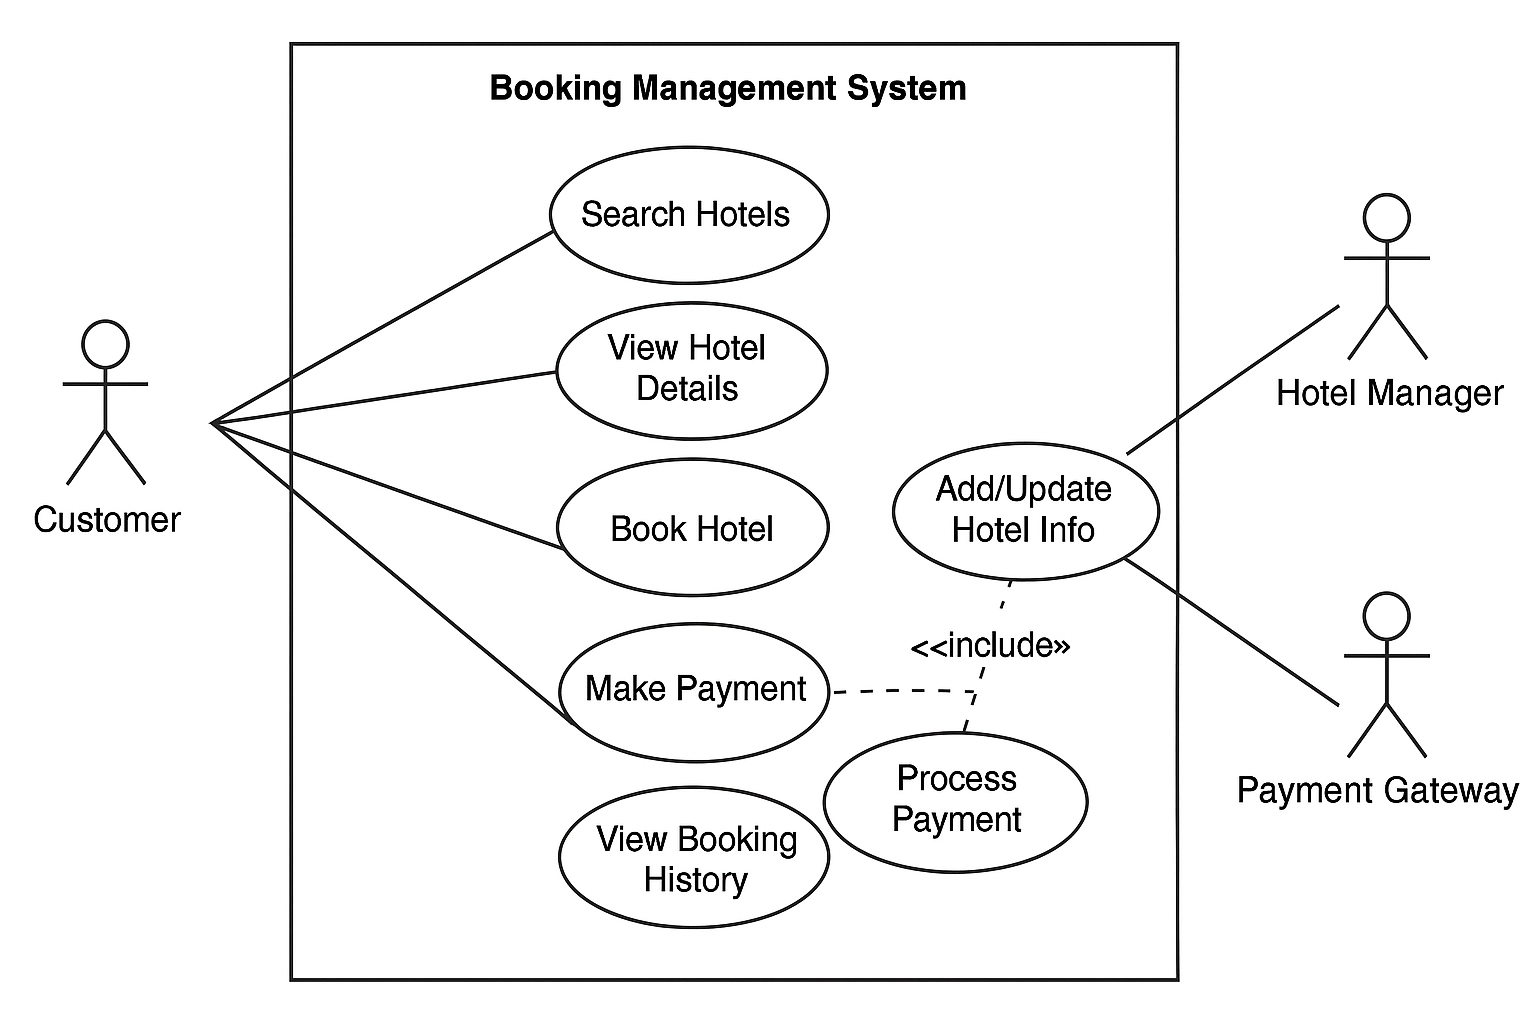 Booking Management System
Search Hotels
View Hotel
Details
Book Hotel
Make Payment
View Booking
History
Add/Update
Hotel Info
<<include»
Process
Payment
Customer
Hotel Manager
Payment Gateway